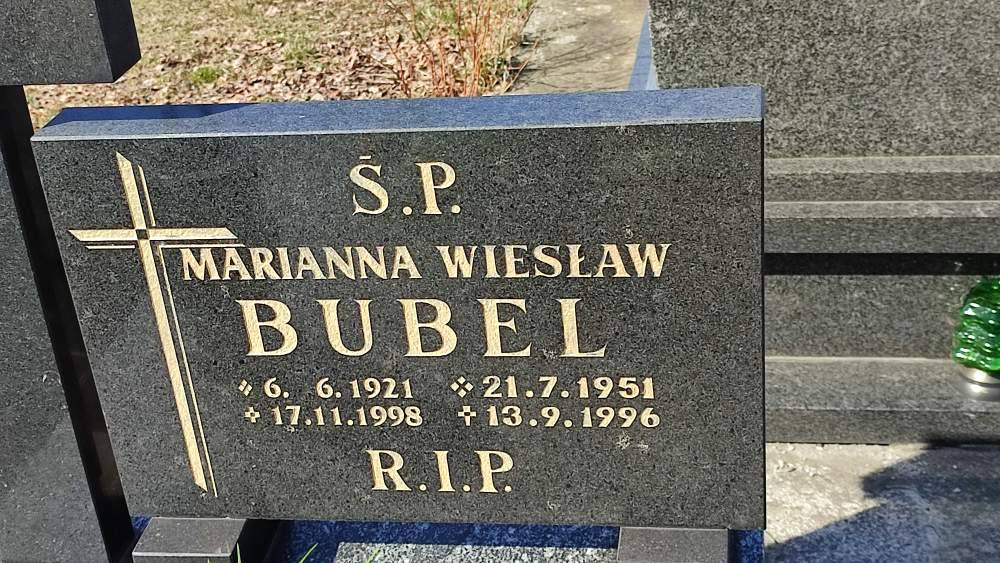 Ś.P.
MARIANNA WIESŁAW
BUBEL
6. 6.1921 21.7.1951
17.11.1998 13.9.1996
R.I.P.